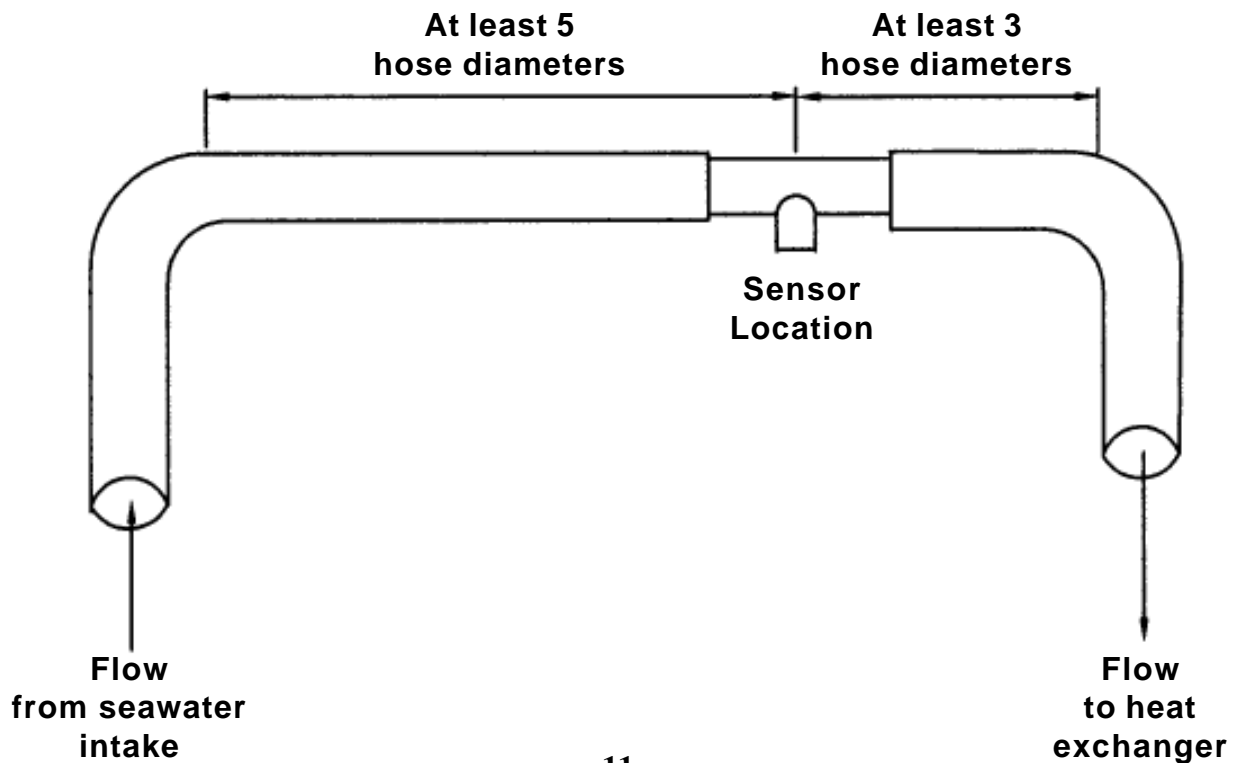 At least 5
hose diameters
At least 3
hose diameters
Sensor
Location
Flow
from seawater
intake
Flow
to heat
exchanger
11